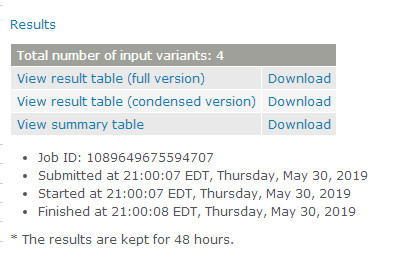 Results
Total number of input variants: 4
View result table (full version) Download
View result table (condensed version) Download
View summary table Download
• Job ID: 1089649675594707
• Submitted at 21:00:07 EDT, Thursday, May 30, 2019
• Started at 21:00:07 EDT, Thursday, May 30, 2019
• Finished at 21:00:08 EDT, Thursday, May 30, 2019
* The results are kept for 48 hours.